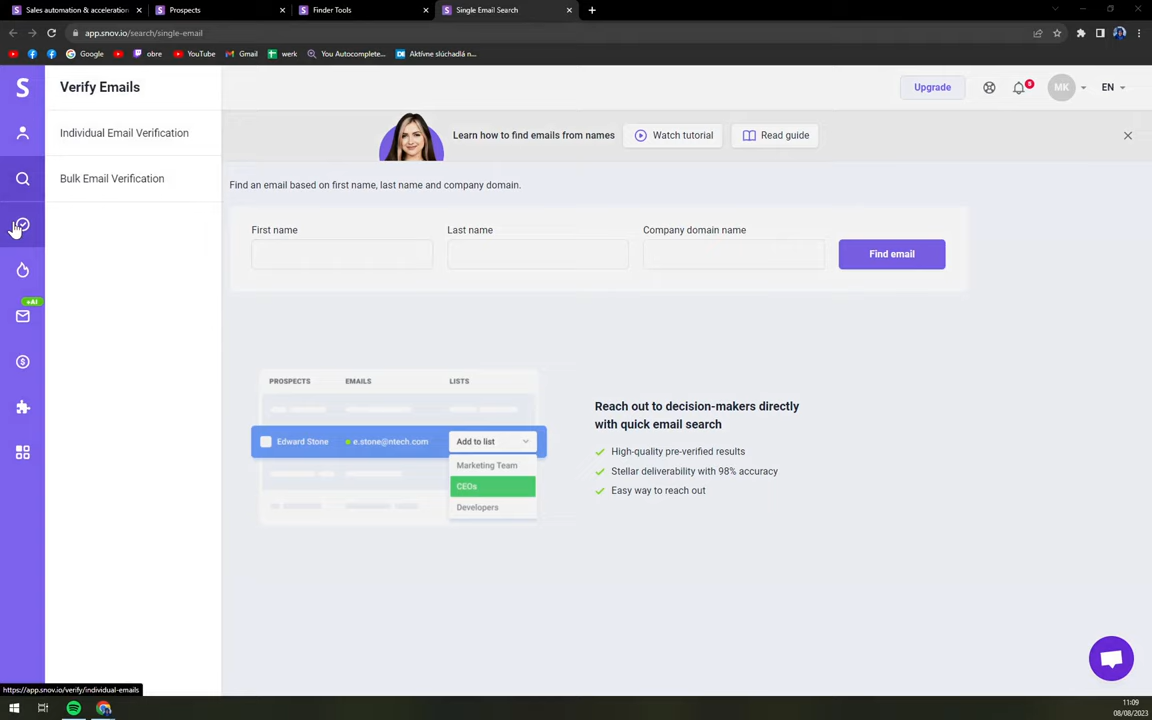 Sales automation & acceleration
Prospects
Finder Tools
Single Email Search
app.snov.io/search/single-email
Google
obre
YouTube
Gmail
werk
You Autocomplete...
Aktívne slúchadlá n...
S
Verify Emails
Individual Email Verification
Bulk Email Verification
+AI
Upgrade
8
MK
EN
Learn how to find emails from names
Watch tutorial
Read guide
Find an email based on first name, last name and company domain.
First name
Last name
Company domain name
Find email
PROSPECTS
EMAILS
LISTS
Edward Stone
e.stone@ntech.com
Add to list
Marketing Team
CEOs
Developers
Reach out to decision-makers directly
with quick email search
High-quality pre-verified results
Stellar deliverability with 98% accuracy
Easy way to reach out
https://app.snov.io/verify/individual-emails
11:09
08/08/2023